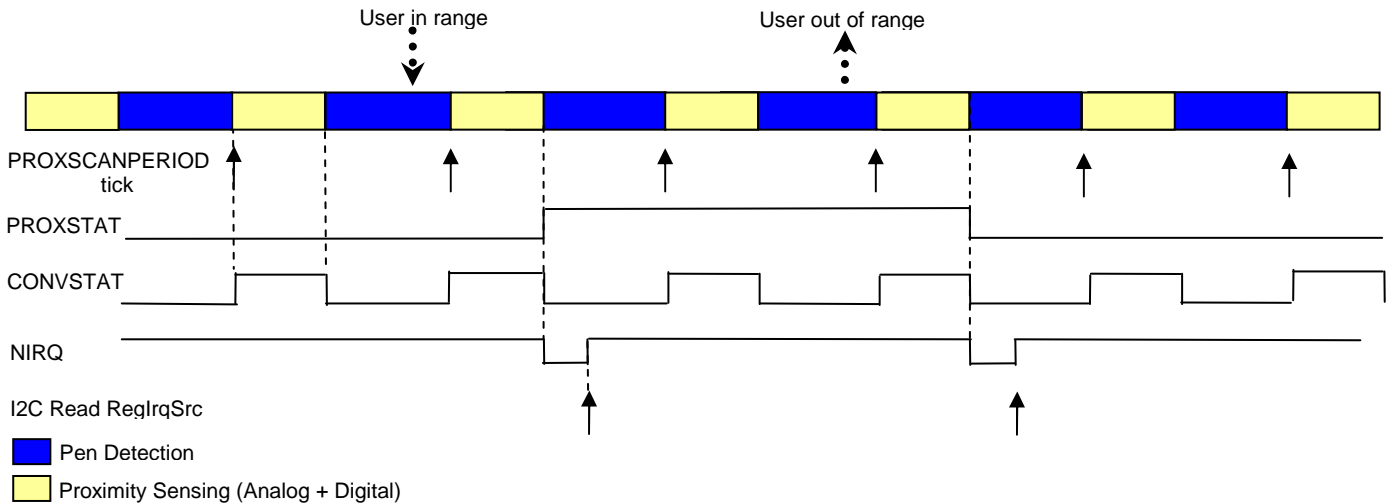 User in range
User out of range
PROXSCANPERIOD
tick
PROXSTAT
CONVSTAT
NIRQ
I2C Read RegIrqSrc
Pen Detection
Proximity Sensing (Analog + Digital)